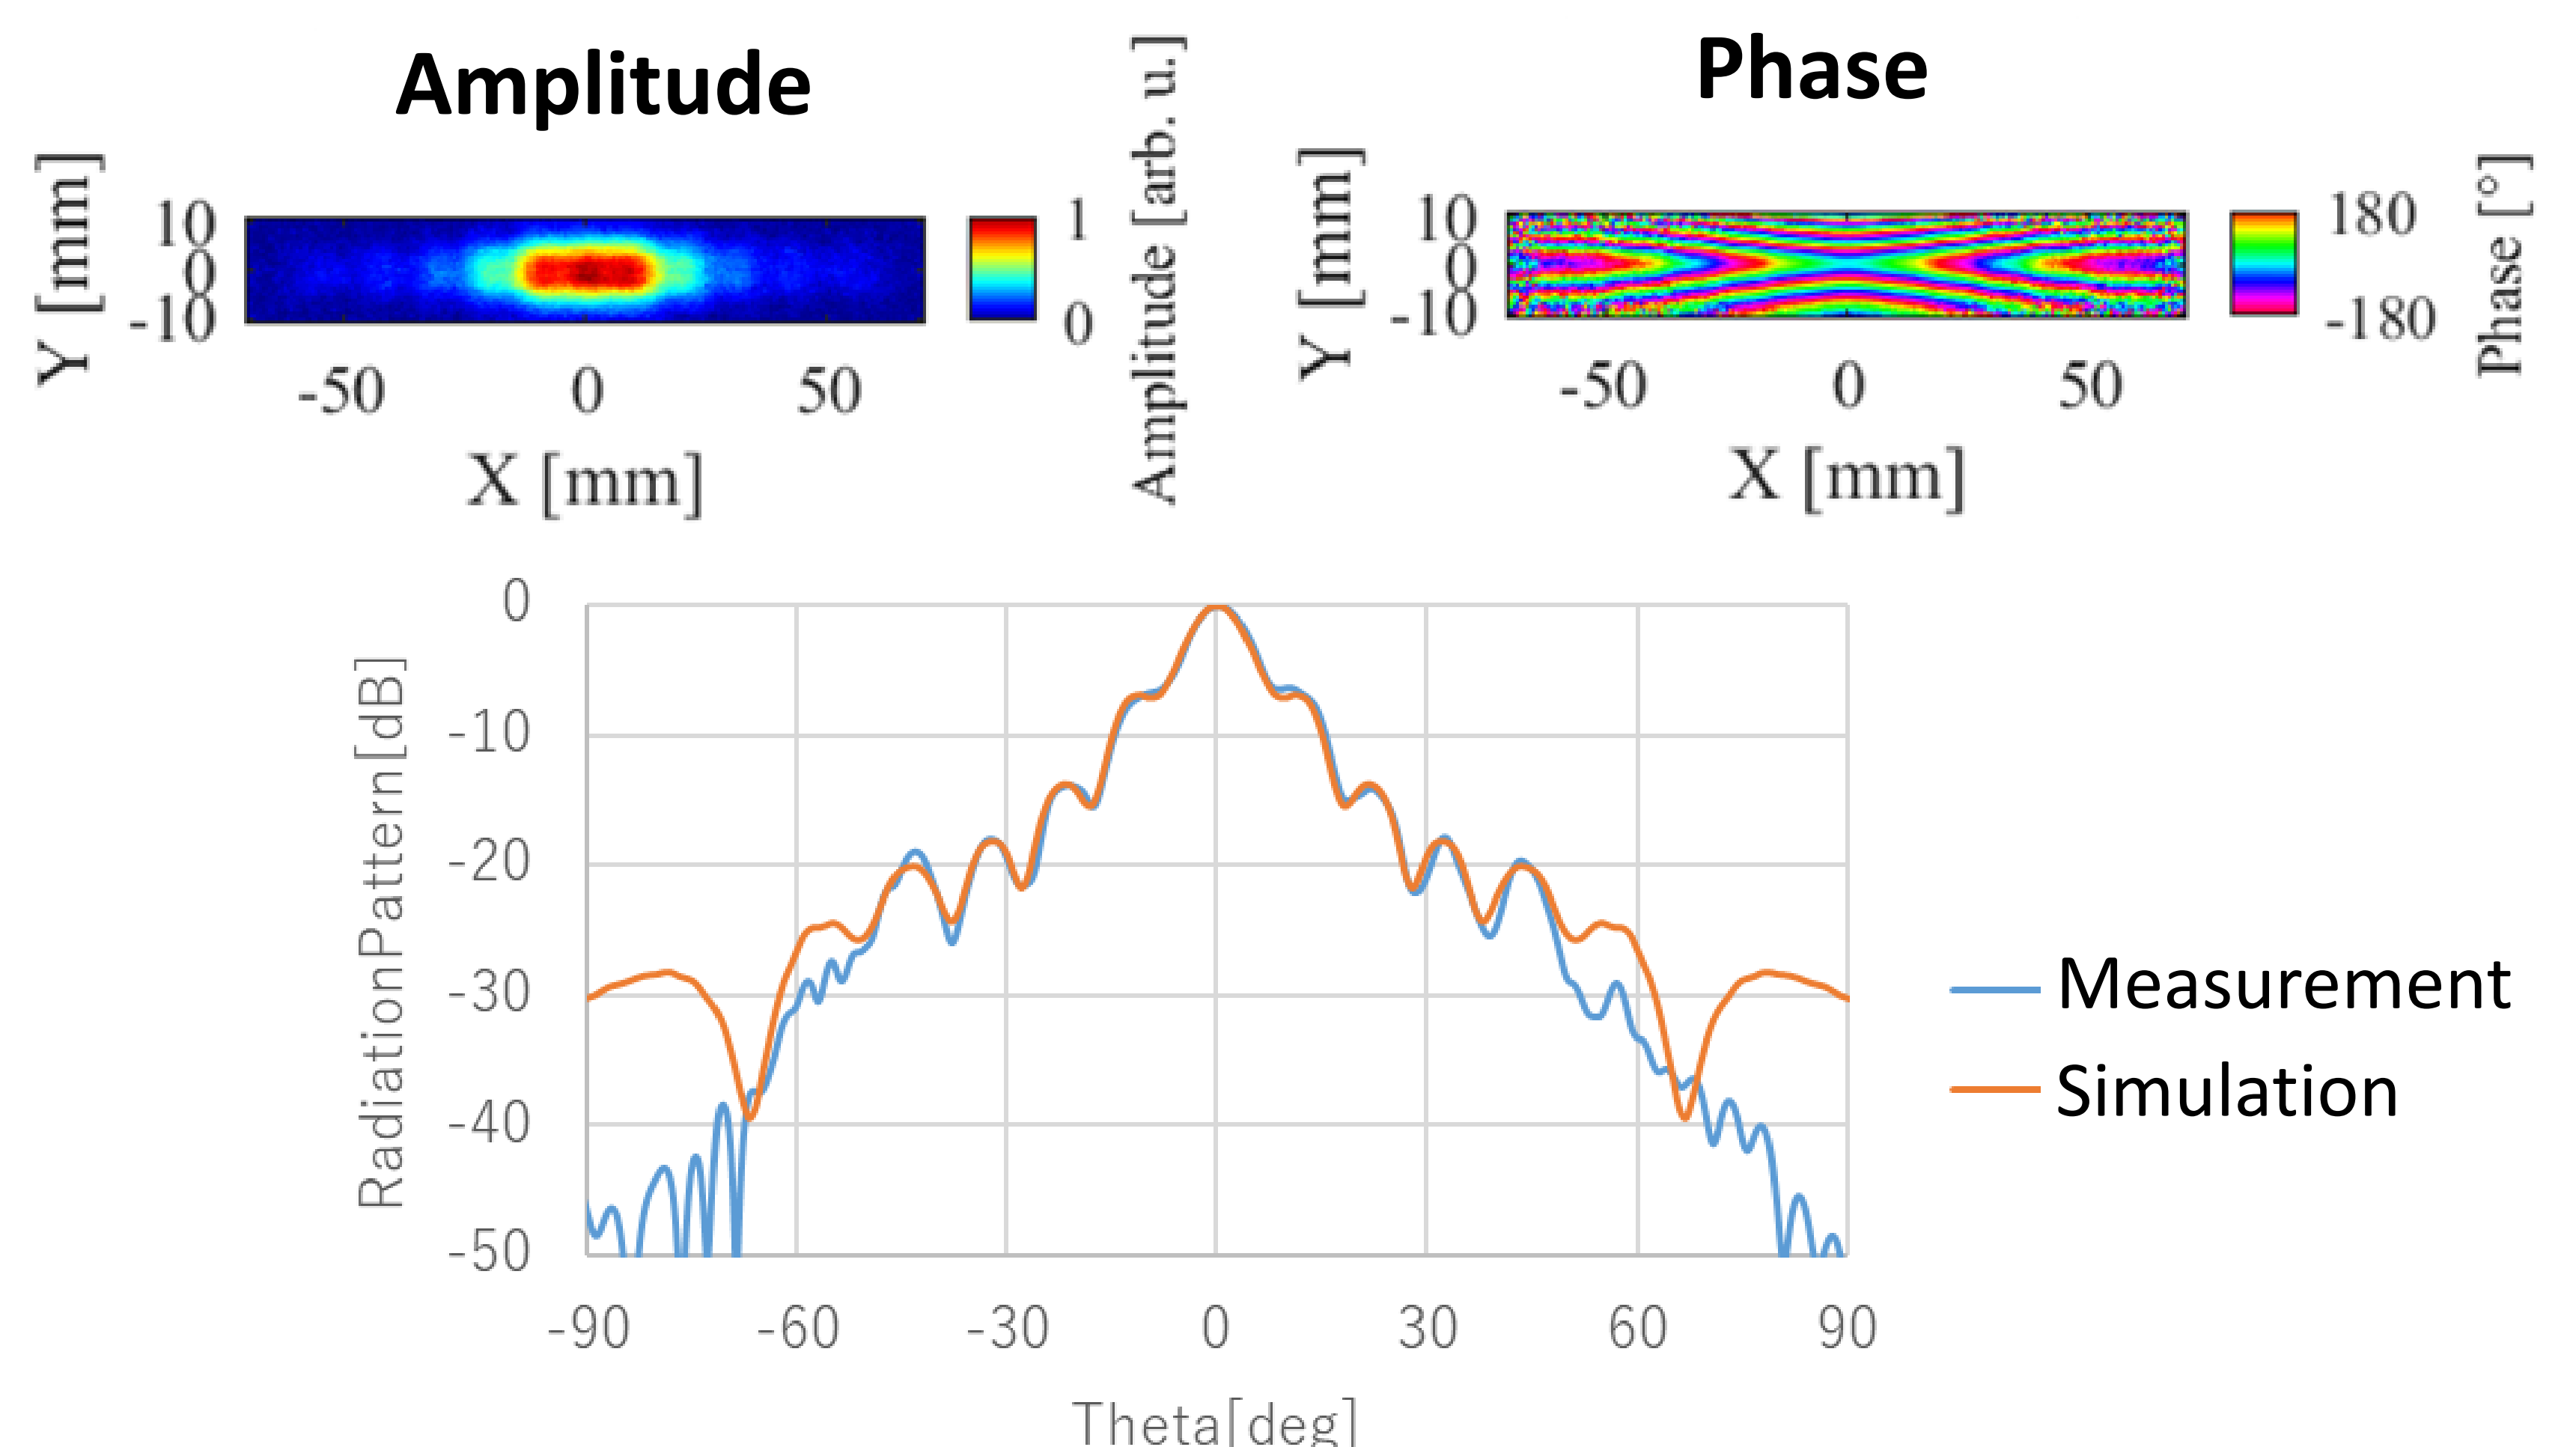 Amplitude
Y [mm]
10
0
-10
-50 0 50
X [mm]
1
0
Amplitude [arb. u.]
Phase
Y [mm]
10
0
-10
-50 0 50
X [mm]
180
-180
Phase [°]
RadiationPattern[dB]
0
-10
-20
-30
-40
-50
-90 -60 -30 0 30 60 90
Theta[deg]
Measurement
Simulation